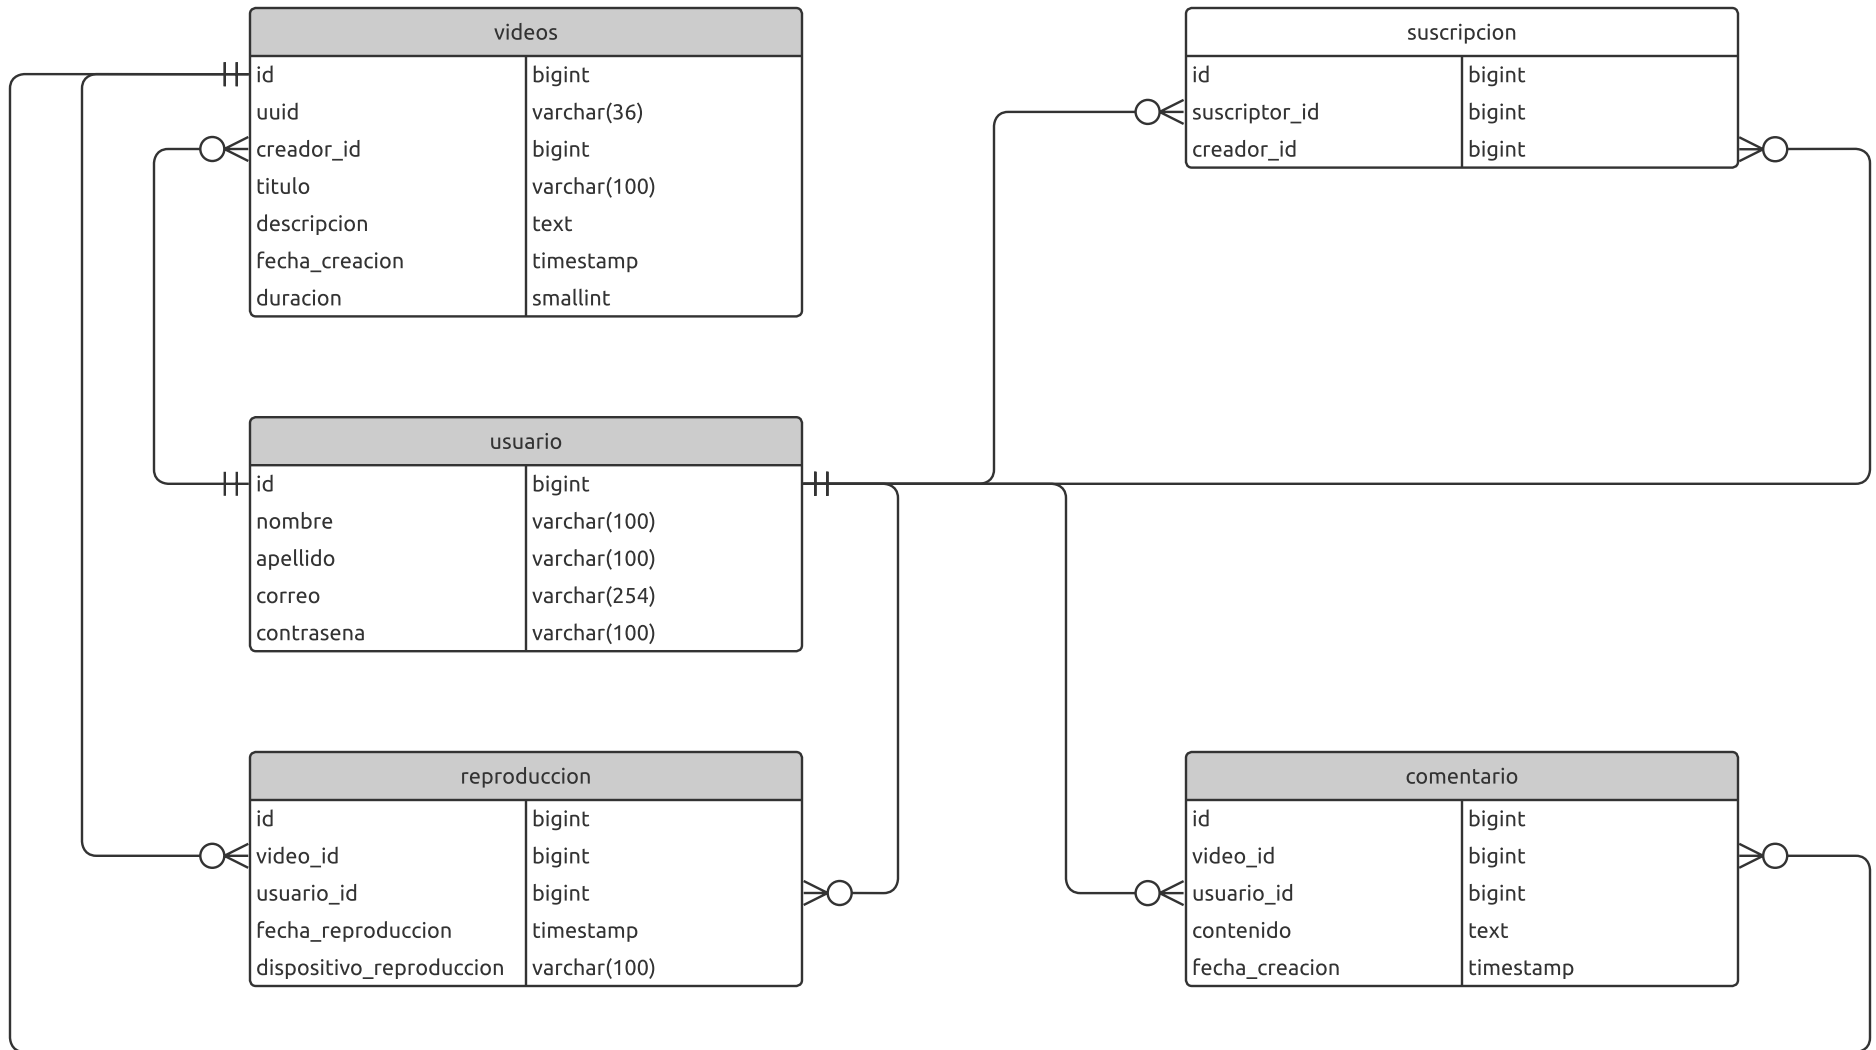 videos
id bigint
uuid varchar(36)
creador_id bigint
titulo varchar(100)
descripcion text
fecha_creacion timestamp
duracion smallint
suscripcion
id bigint
suscriptor_id bigint
creador_id bigint
usuario
id bigint
nombre varchar(100)
apellido varchar(100)
correo varchar(254)
contrasena varchar(100)
reproduccion
id bigint
video_id bigint
usuario_id bigint
fecha_reproduccion timestamp
dispositivo_reproduccion varchar(100)
comentario
id bigint
video_id bigint
usuario_id bigint
contenido text
fecha_creacion timestamp